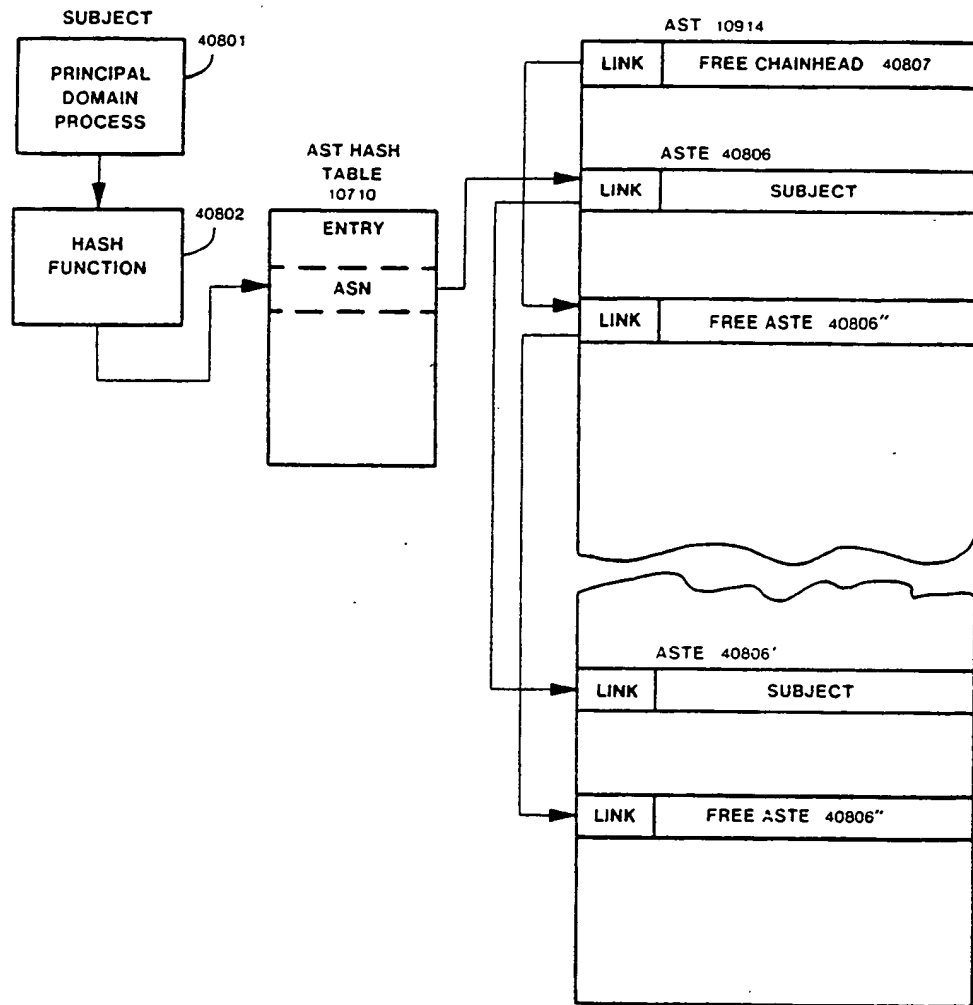 SUBJECT
40801
PRINCIPAL
DOMAIN
PROCESS
40802
HASH
FUNCTION
AST HASH
TABLE
10710
ENTRY
ASN
AST 10914
LINK FREE CHAINHEAD 40807
ASTE 40806
LINK SUBJECT
LINK FREE ASTE 40806"
ASTE 40806'
LINK SUBJECT
LINK FREE ASTE 40806"